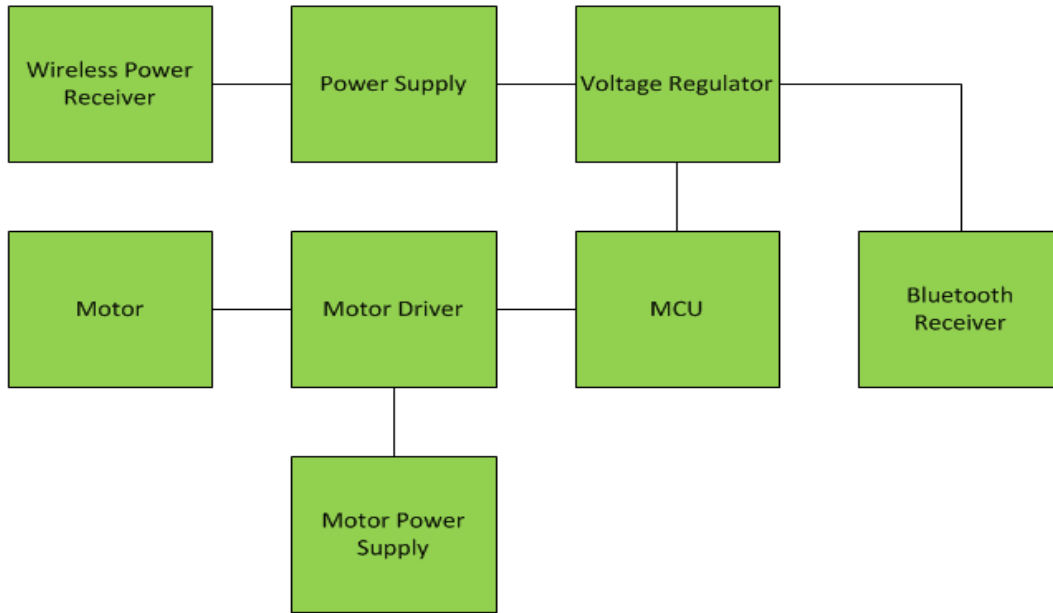 Wireless Power
Receiver
Power Supply
Voltage Regulator
Motor
Motor Driver
MCU
Bluetooth
Receiver
Motor Power
Supply